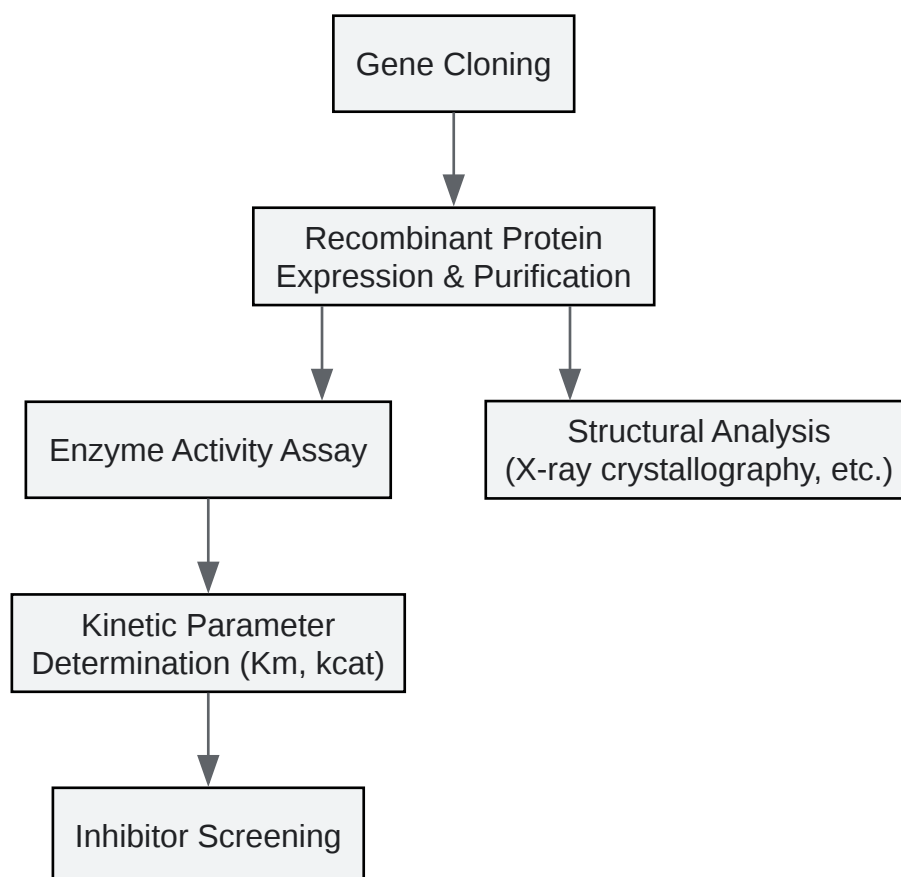 Gene Cloning
Recombinant Protein
Expression & Purification
Enzyme Activity Assay
Structural Analysis
(X-ray crystallography, etc.)
Kinetic Parameter
Determination (Km, kcat)
Inhibitor Screening